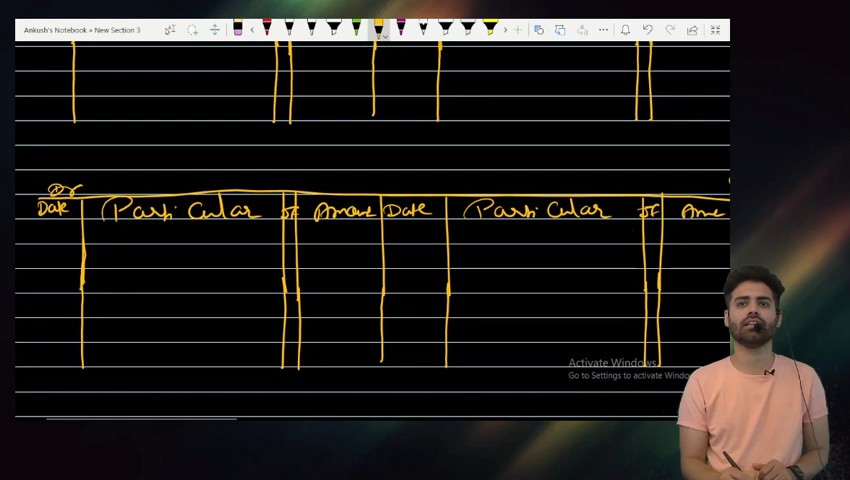 Ankush's Notebook » New Section 3
Dr
Date Particular JF Amount Date Particular JF Amo
Activate Windows
Go to Settings to activate Windo